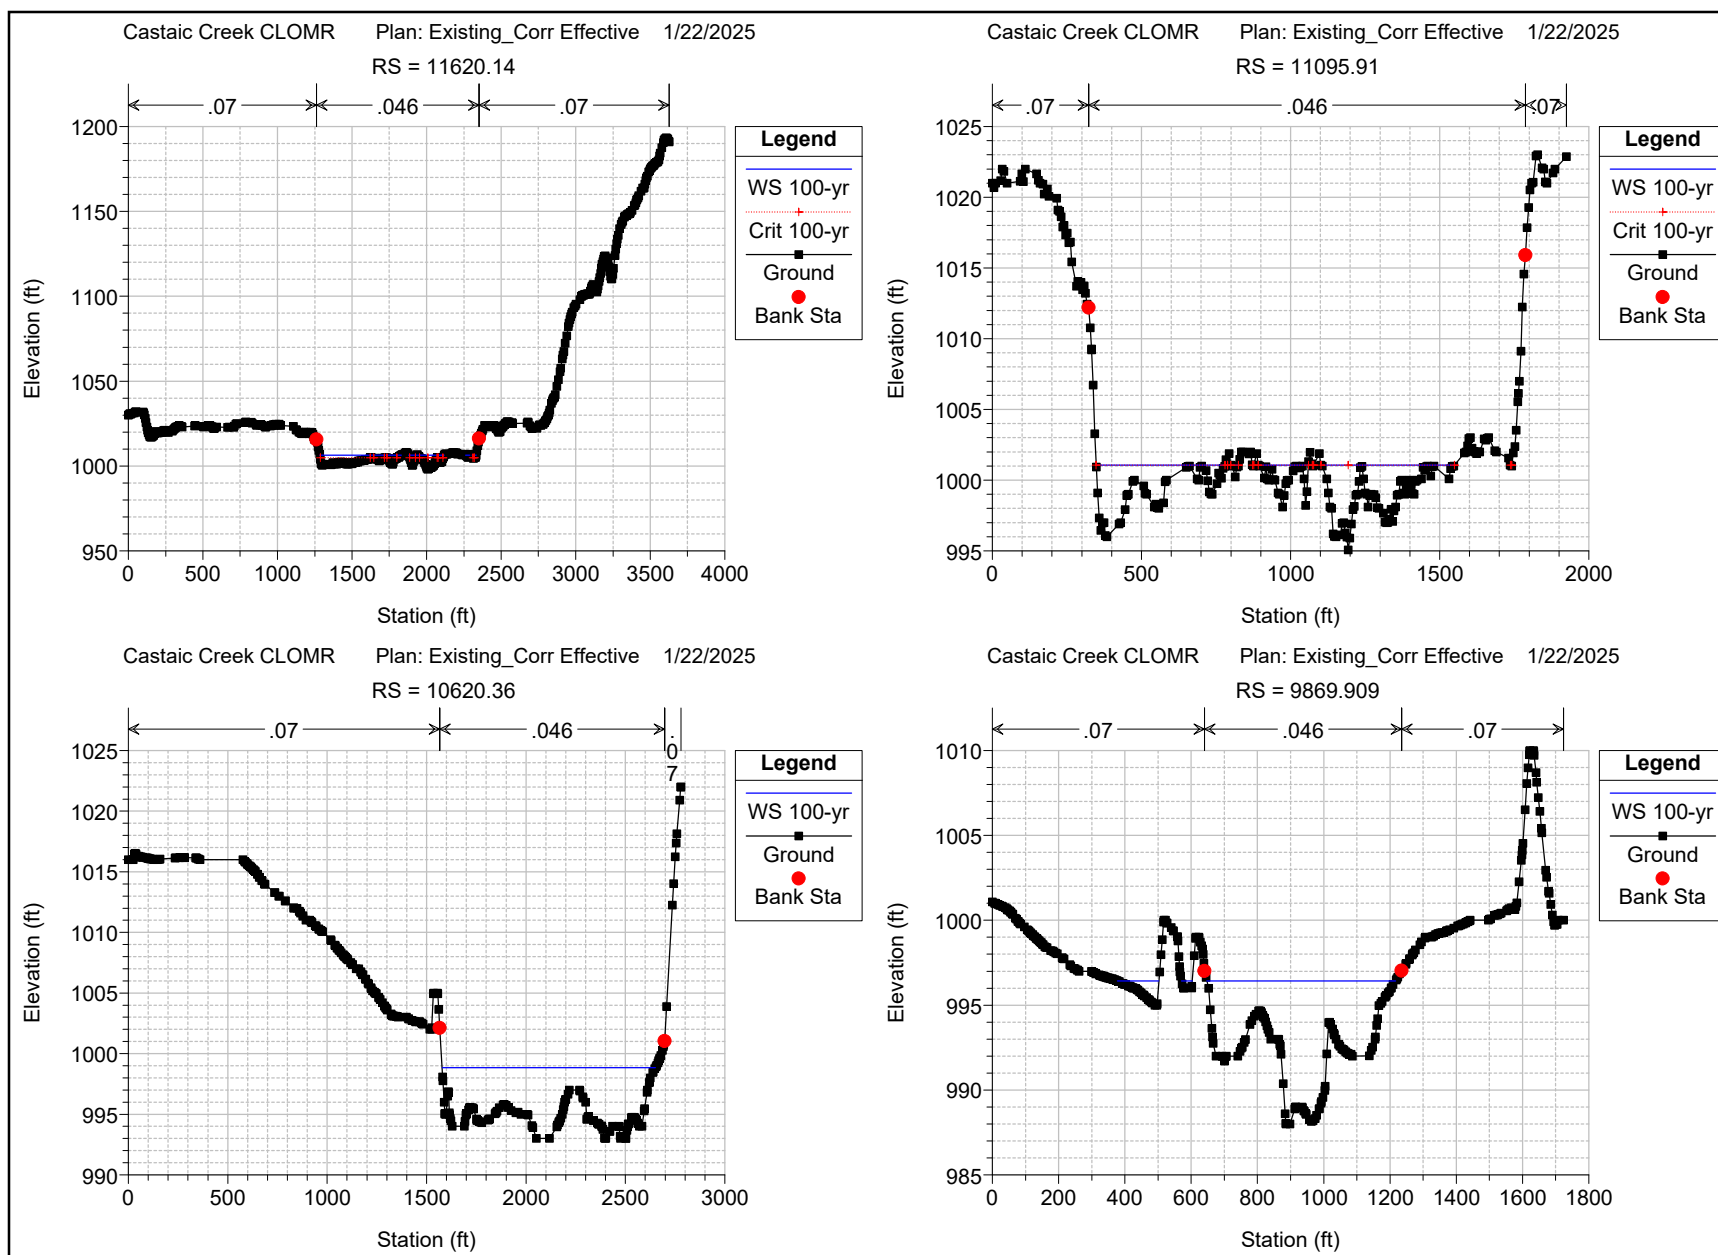 Castaic Creek CLOMR Plan: Existing_Corr Effective 1/22/2025
RS = 11620.14
.07 .046 .07
1200
1150
1100
1050
1000
950
0 500 1000 1500 2000 2500 3000 3500 4000
Elevation (ft)
Station (ft)
Legend
WS 100-yr
Crit 100-yr
Ground
Bank Sta
Castaic Creek CLOMR Plan: Existing_Corr Effective 1/22/2025
RS = 11095.91
.07 .046 .07
1025
1020
1015
1010
1005
1000
995
0 500 1000 1500 2000
Elevation (ft)
Station (ft)
Legend
WS 100-yr
Crit 100-yr
Ground
Bank Sta
Castaic Creek CLOMR Plan: Existing_Corr Effective 1/22/2025
RS = 10620.36
.07 .046 .07
1025
1020
1015
1010
1005
1000
995
990
0 500 1000 1500 2000 2500 3000
Elevation (ft)
Station (ft)
Legend
WS 100-yr
Ground
Bank Sta
Castaic Creek CLOMR Plan: Existing_Corr Effective 1/22/2025
RS = 9869.909
.07 .046 .07
1010
1005
1000
995
990
985
0 200 400 600 800 1000 1200 1400 1600 1800
Elevation (ft)
Station (ft)
Legend
WS 100-yr
Ground
Bank Sta